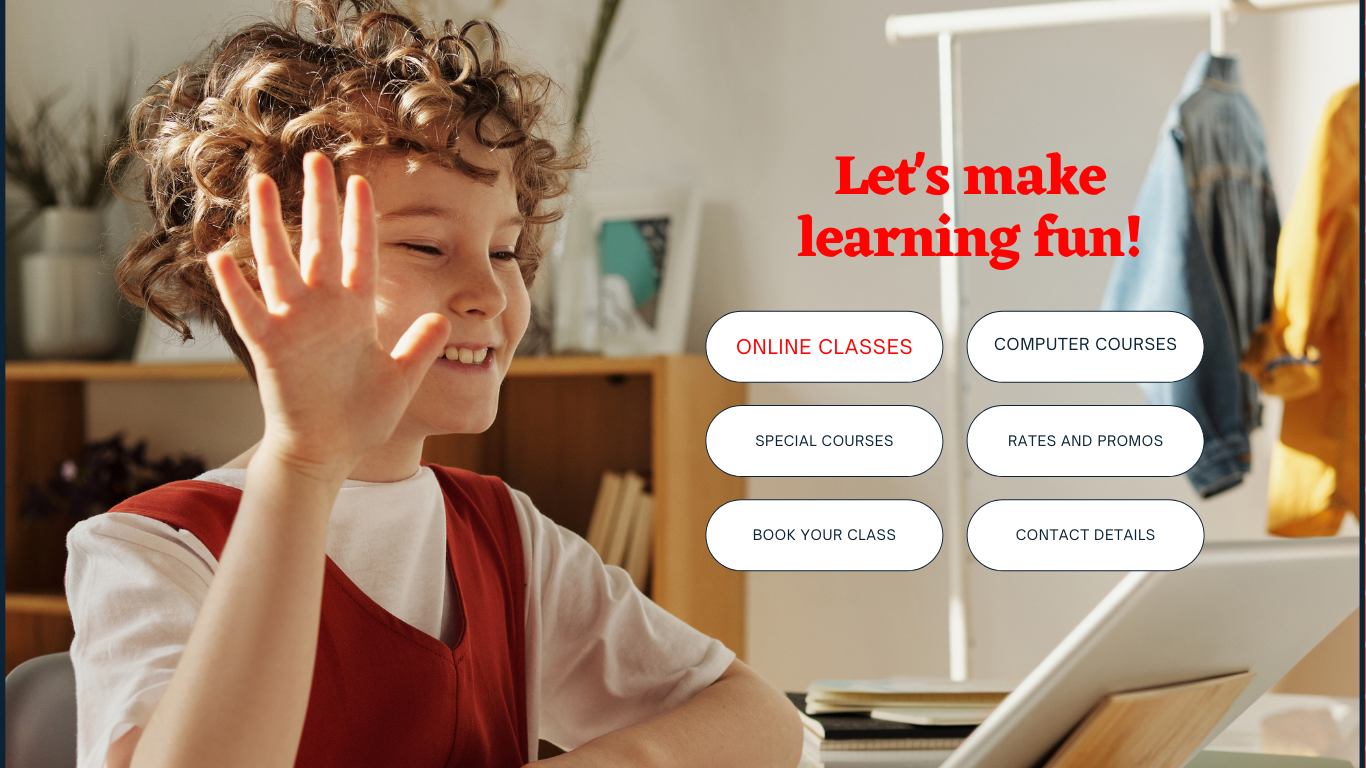 Let's make
learning fun!
ONLINE CLASSES
COMPUTER COURSES
SPECIAL COURSES
RATES AND PROMOS
BOOK YOUR CLASS
CONTACT DETAILS